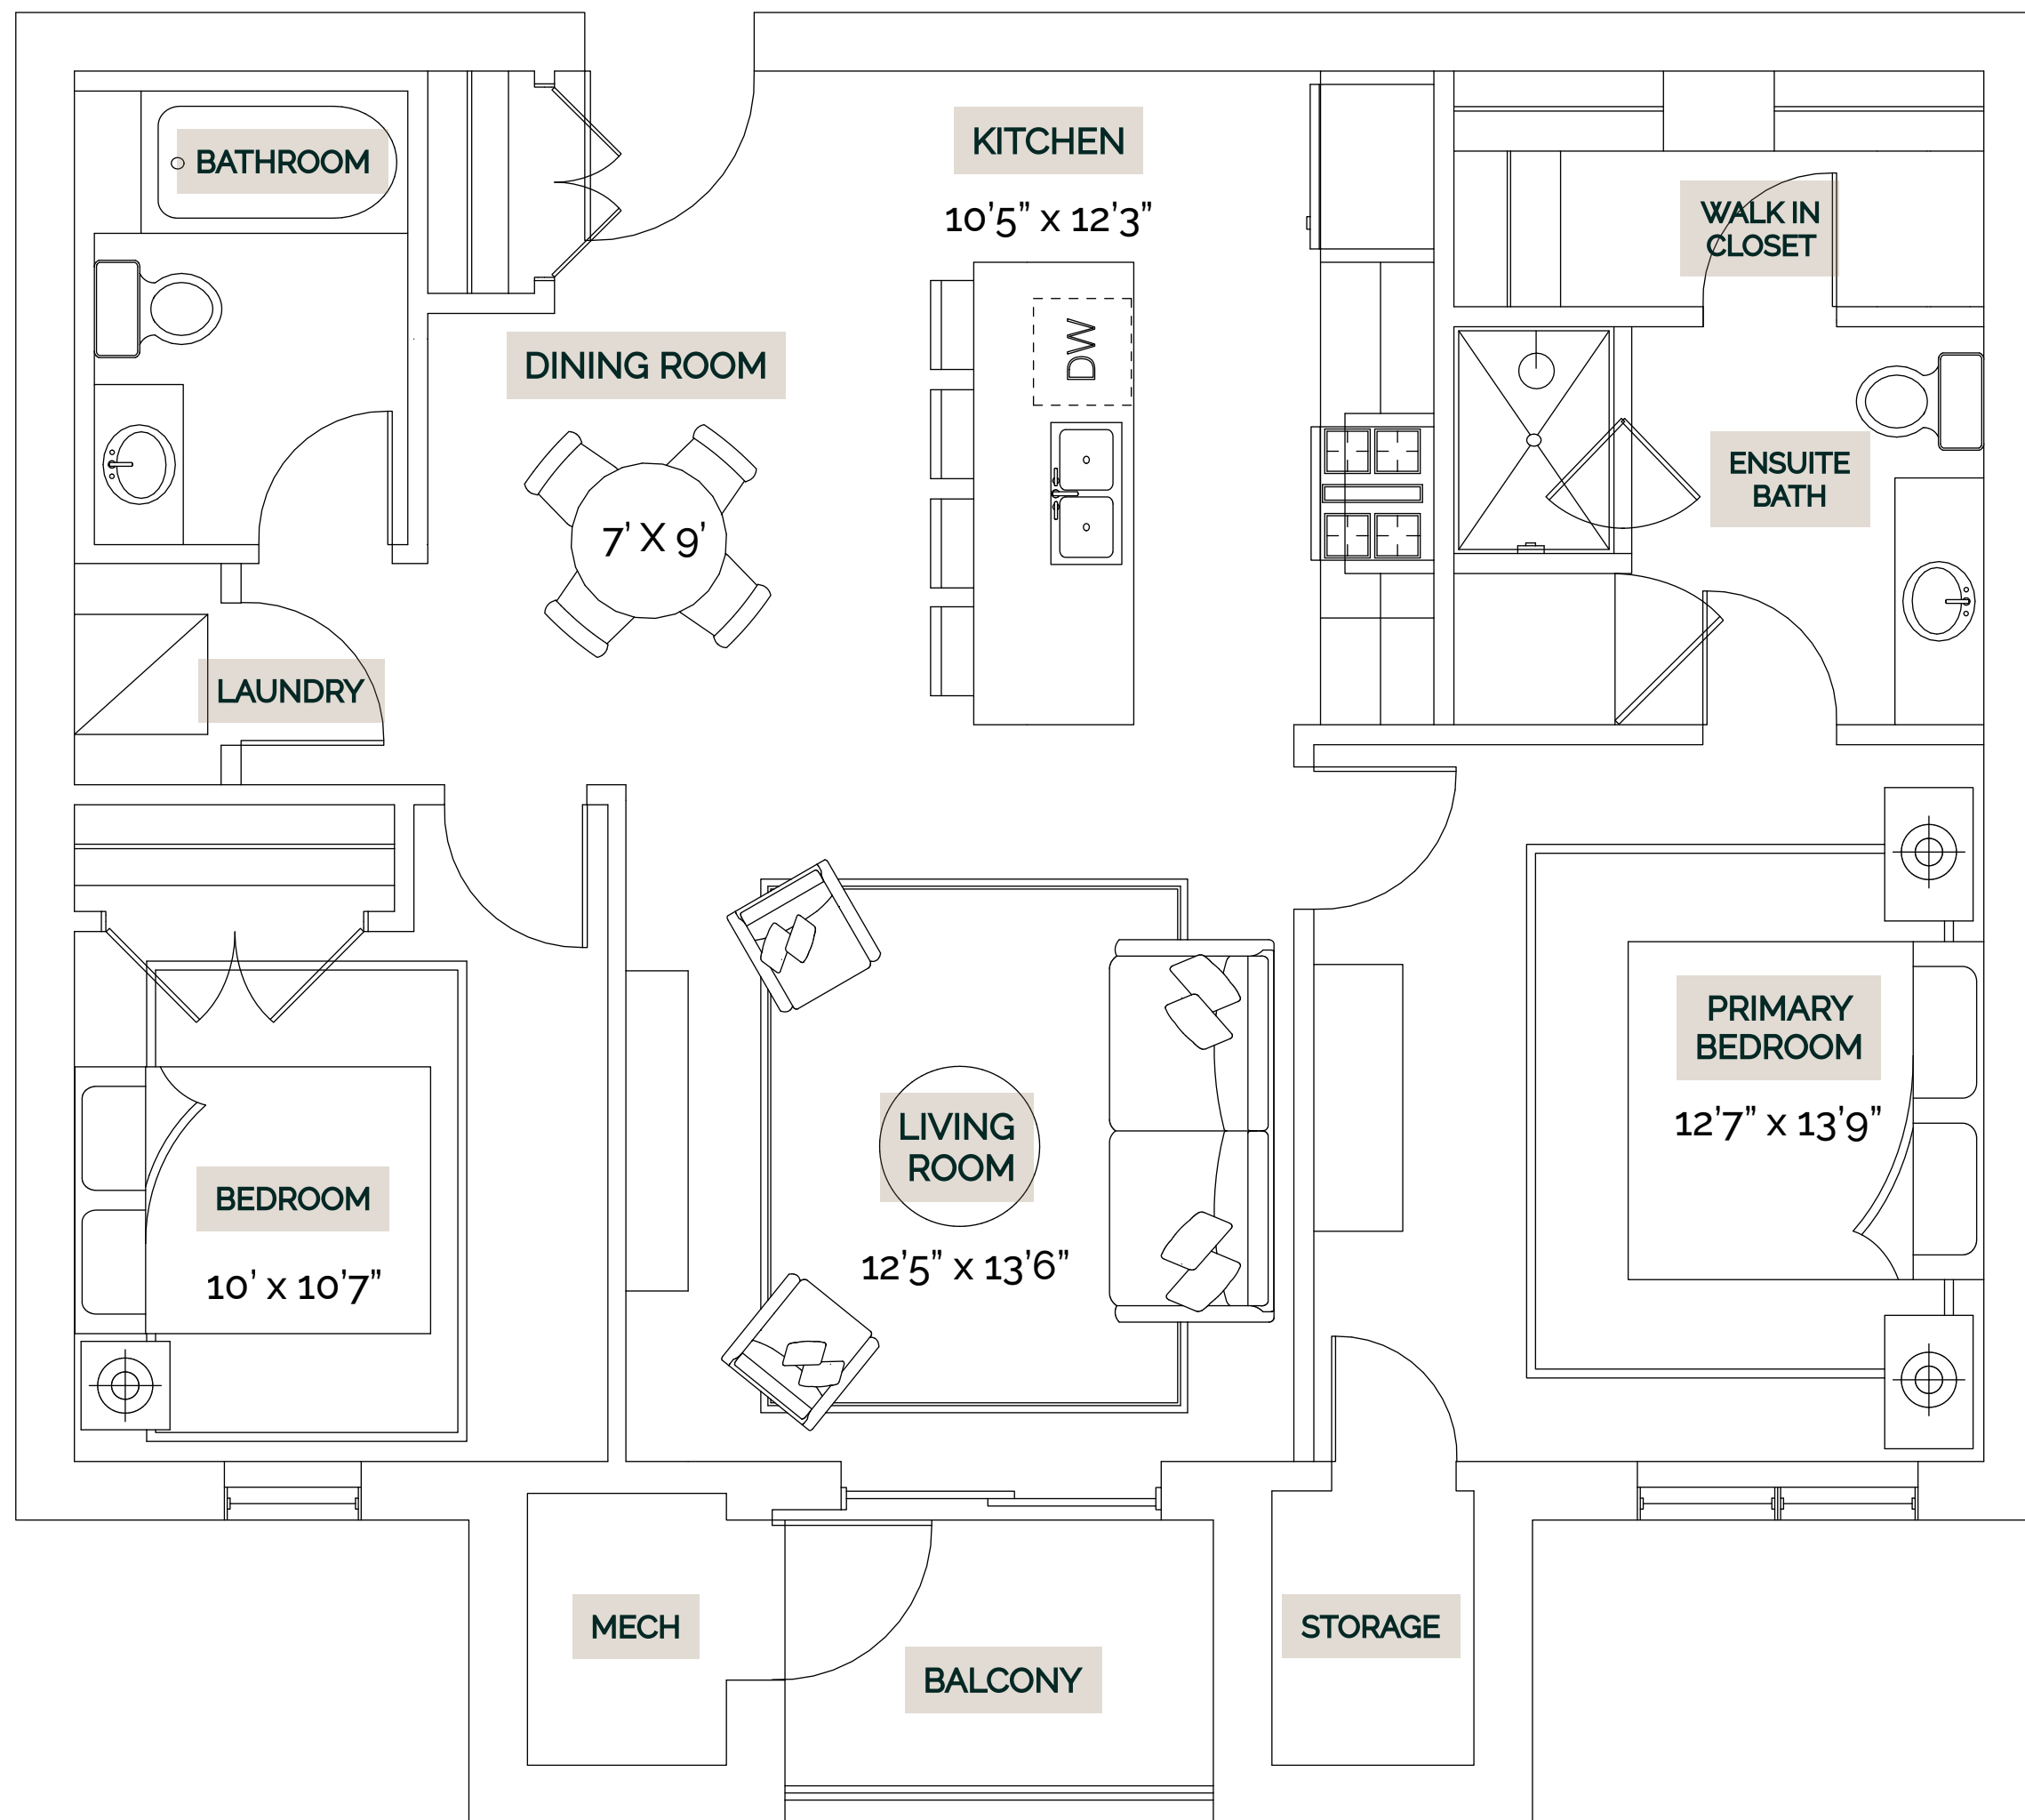 BATHROOM
KITCHEN
10'5” x 12'3”
WALK IN
CLOSET
DINING ROOM
DW
7' X 9'
ENSUITE
BATH
LAUNDRY
PRIMARY
BEDROOM
12'7” x 13'9”
LIVING
ROOM
12'5” x 13'6”
BEDROOM
10' x 10'7”
MECH
STORAGE
BALCONY